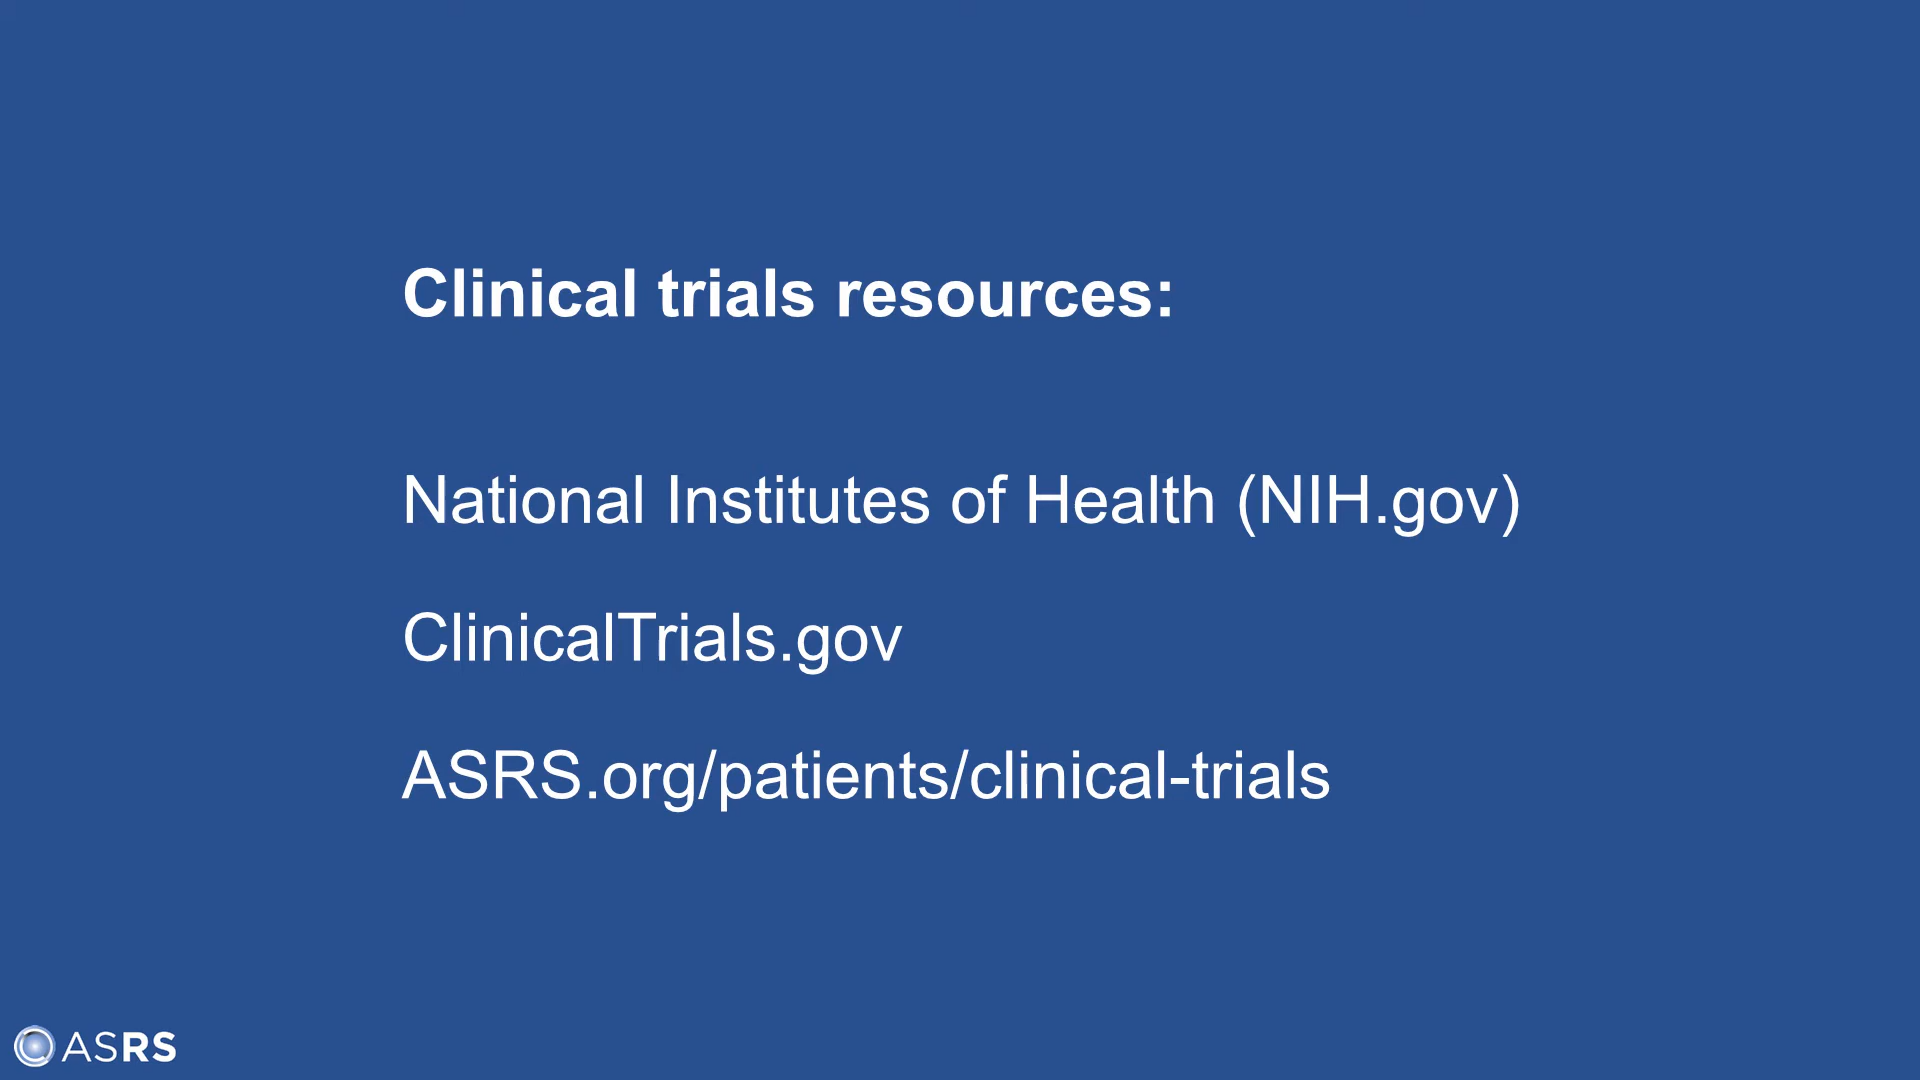 Clinical trials resources:
National Institutes of Health (NIH.gov)
ClinicalTrials.gov
ASRS.org/patients/clinical-trials
ASRS